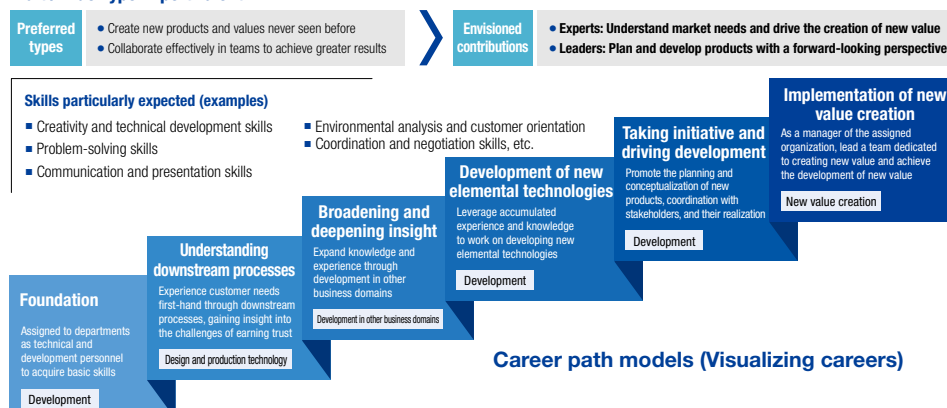 Preferred
types
● Create new products and values never seen before
● Collaborate effectively in teams to achieve greater results
Envisioned
contributions
● Experts: Understand market needs and drive the creation of new value
● Leaders: Plan and develop products with a forward-looking perspective
Skills particularly expected (examples)
■ Creativity and technical development skills
■ Problem-solving skills
■ Communication and presentation skills
■ Environmental analysis and customer orientation
■ Coordination and negotiation skills, etc.
Foundation
Assigned to departments
as technical and
development personnel
to acquire basic skills
Development
Understanding
downstream processes
Experience customer needs
first-hand through downstream
processes, gaining insight into
the challenges of earning trust
Design and production technology
Broadening and
deepening insight
Expand knowledge and
experience through
development in other
business domains
Development in other business domains
Development of new
elemental technologies
Leverage accumulated
experience and knowledge
to work on developing new
elemental technologies
Development
Taking initiative and
driving development
Promote the planning and
conceptualization of new
products, coordination with
stakeholders, and their realization
Development
Implementation of new
value creation
As a manager of the assigned
organization, lead a team dedicated
to creating new value and achieve
the development of new value
New value creation
Career path models (Visualizing careers)